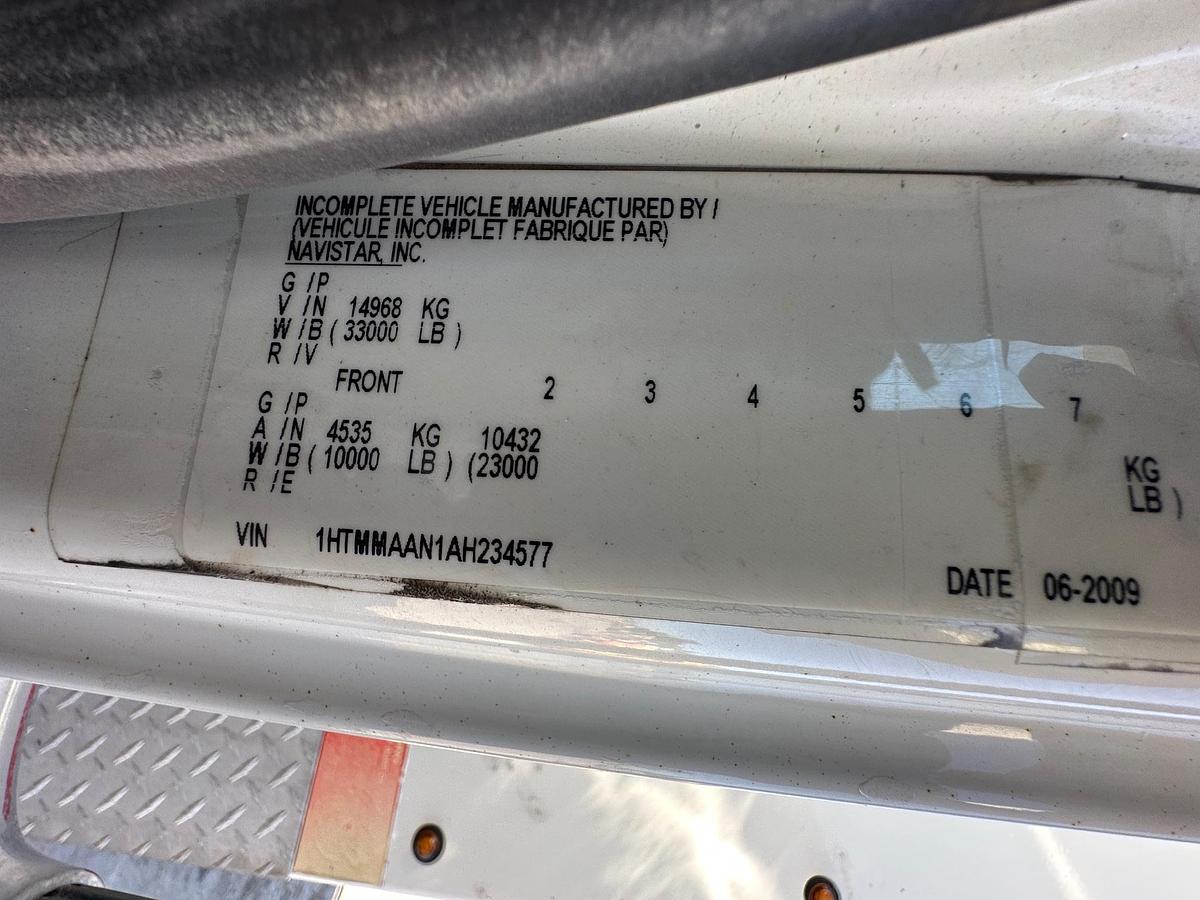 INCOMPLETE VEHICLE MANUFACTURED BY /
(VEHICULE INCOMPLET FABRIQUE PAR)
NAVISTAR, INC.
G /P
V /N 14968 KG
W /B ( 33000 LB )
R /V
FRONT 2 3 4 5 6 7
G /P
A /N 4535 KG 10432 KG
W /B ( 10000 LB ) (23000 LB )
R /E
VIN 1HTMMAAN1AH234577
DATE 06-2009